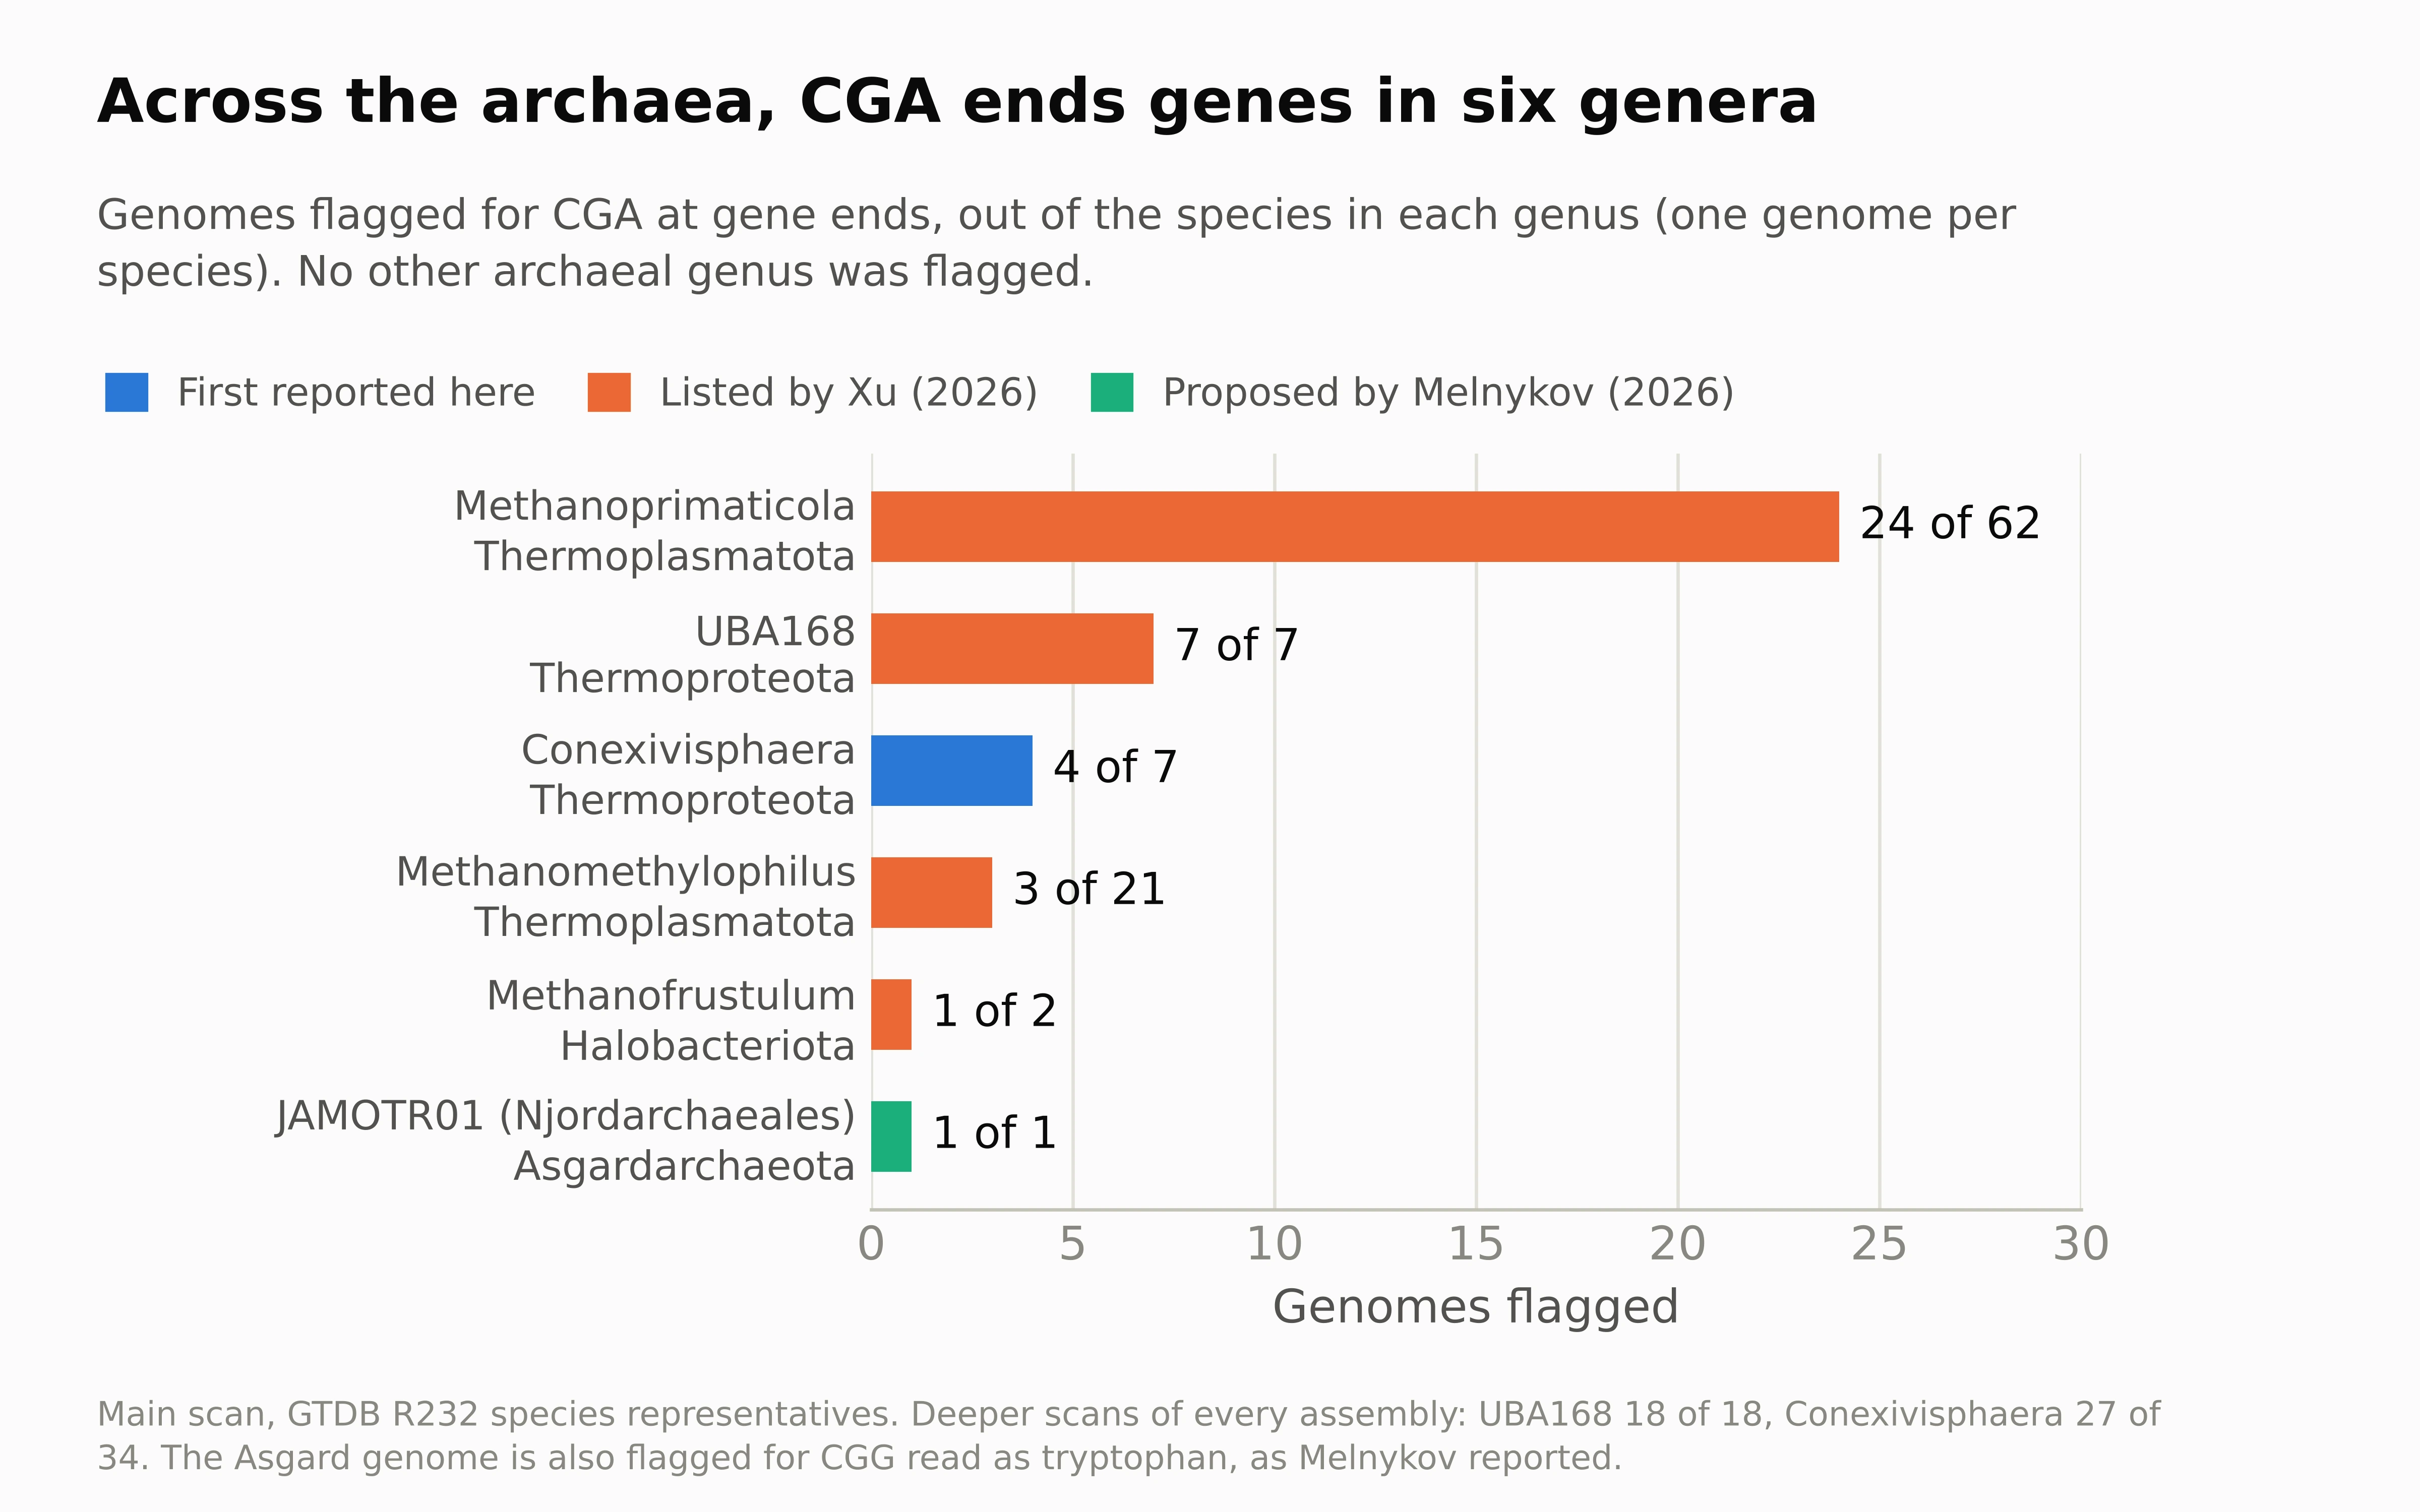 Across the archaea, CGA ends genes in six genera
Genomes flagged for CGA at gene ends, out of the species in each genus (one genome per
species). No other archaeal genus was flagged.
First reported here
Listed by Xu (2026)
Proposed by Melnykov (2026)
Methanoprimaticola
Thermoplasmatota
24 of 62
UBA168
Thermoproteota
7 of 7
Conexivisphaera
Thermoproteota
4 of 7
Methanomethylophilus
Thermoplasmatota
3 of 21
Methanofrustulum
Halobacteriota
1 of 2
JAMOTR01 (Njordarchaeales)
Asgardarchaeota
1 of 1
0 5 10 15 20 25 30
Genomes flagged
Main scan, GTDB R232 species representatives. Deeper scans of every assembly: UBA168 18 of 18, Conexivisphaera 27 of
34. The Asgard genome is also flagged for CGG read as tryptophan, as Melnykov reported.